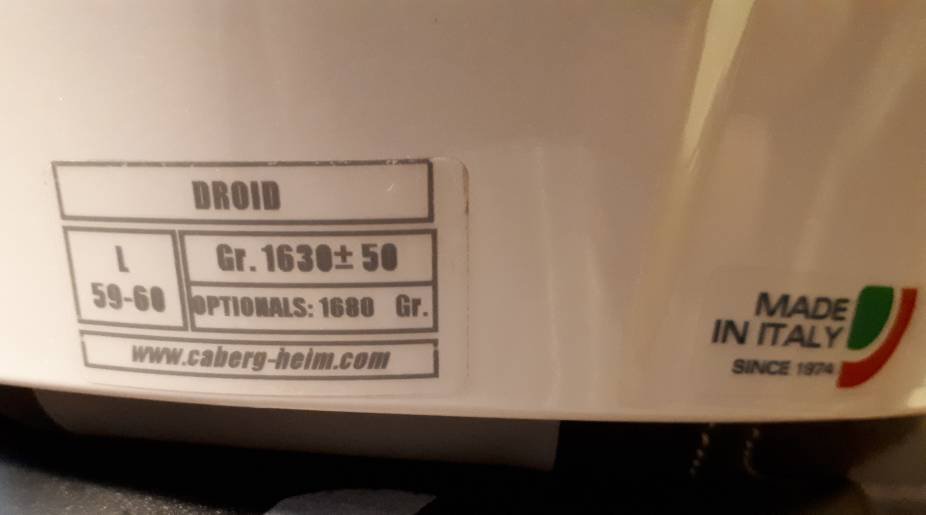 DROID
L
59-60
Gr. 1630± 50
OPTIONALS: 1680 Gr.
www.caberg-helm.com
MADE
IN ITALY
SINCE 1974